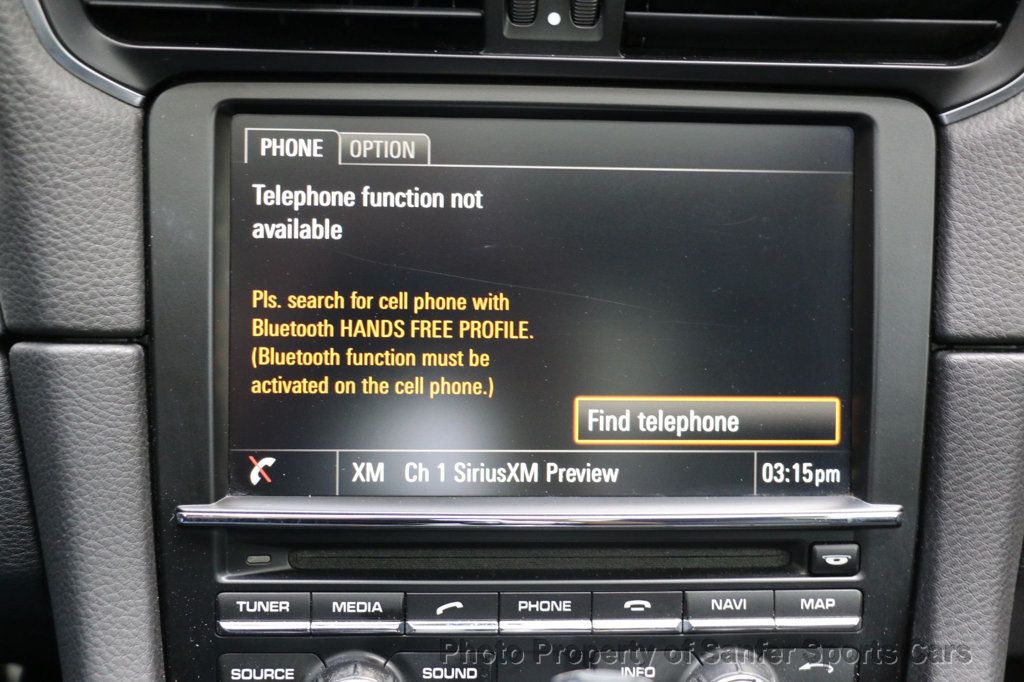 PHONE OPTION
Telephone function not
available
Pls. search for cell phone with
Bluetooth HANDS FREE PROFILE.
(Bluetooth function must be
activated on the cell phone.)
Find telephone
XM Ch 1 SiriusXM Preview 03:15pm
TUNER MEDIA PHONE NAVI MAP
SOURCE SOUND INFO
Photo Property of Sanfer Sports Cars